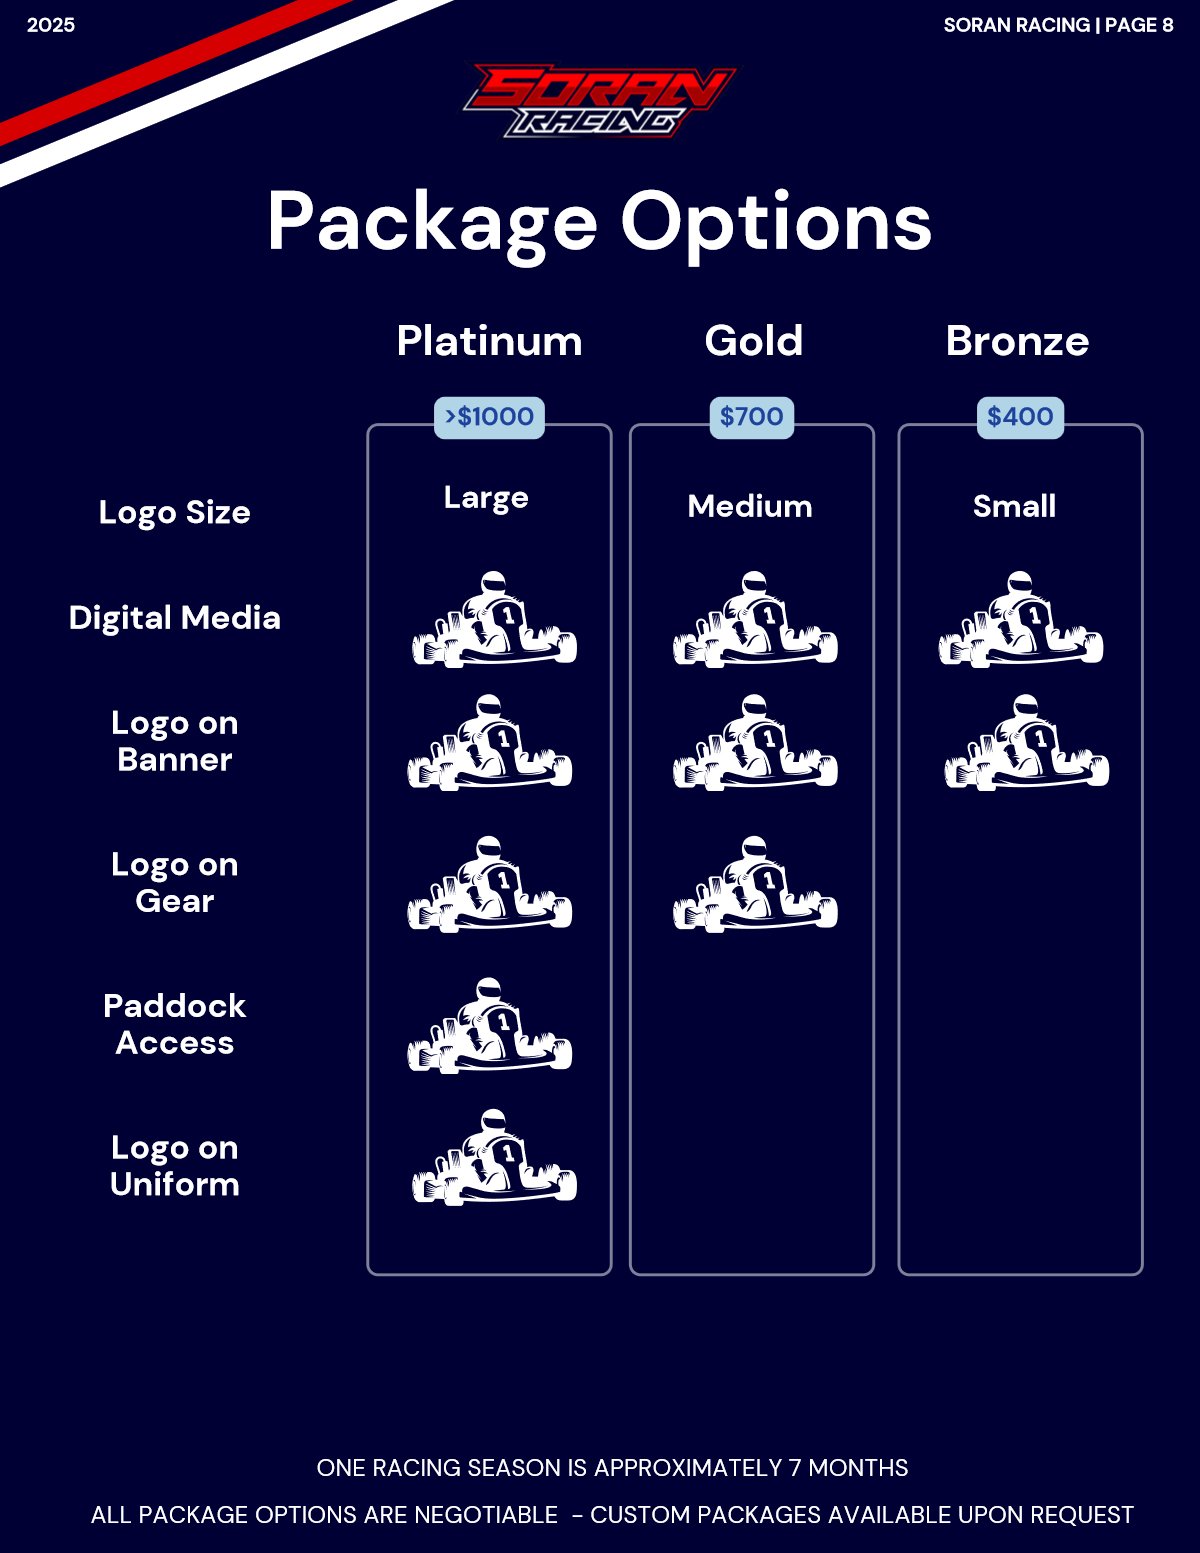 2025
SORAN RACING | PAGE 8
SORAN
RACING
Package Options
Platinum
Gold
Bronze
>$1000
$700
$400
Logo Size
Large
Medium
Small
Digital Media
1
1
1
Logo on
Banner
1
1
1
Logo on
Gear
1
1
Paddock
Access
1
Logo on
Uniform
1
ONE RACING SEASON IS APPROXIMATELY 7 MONTHS
ALL PACKAGE OPTIONS ARE NEGOTIABLE - CUSTOM PACKAGES AVAILABLE UPON REQUEST